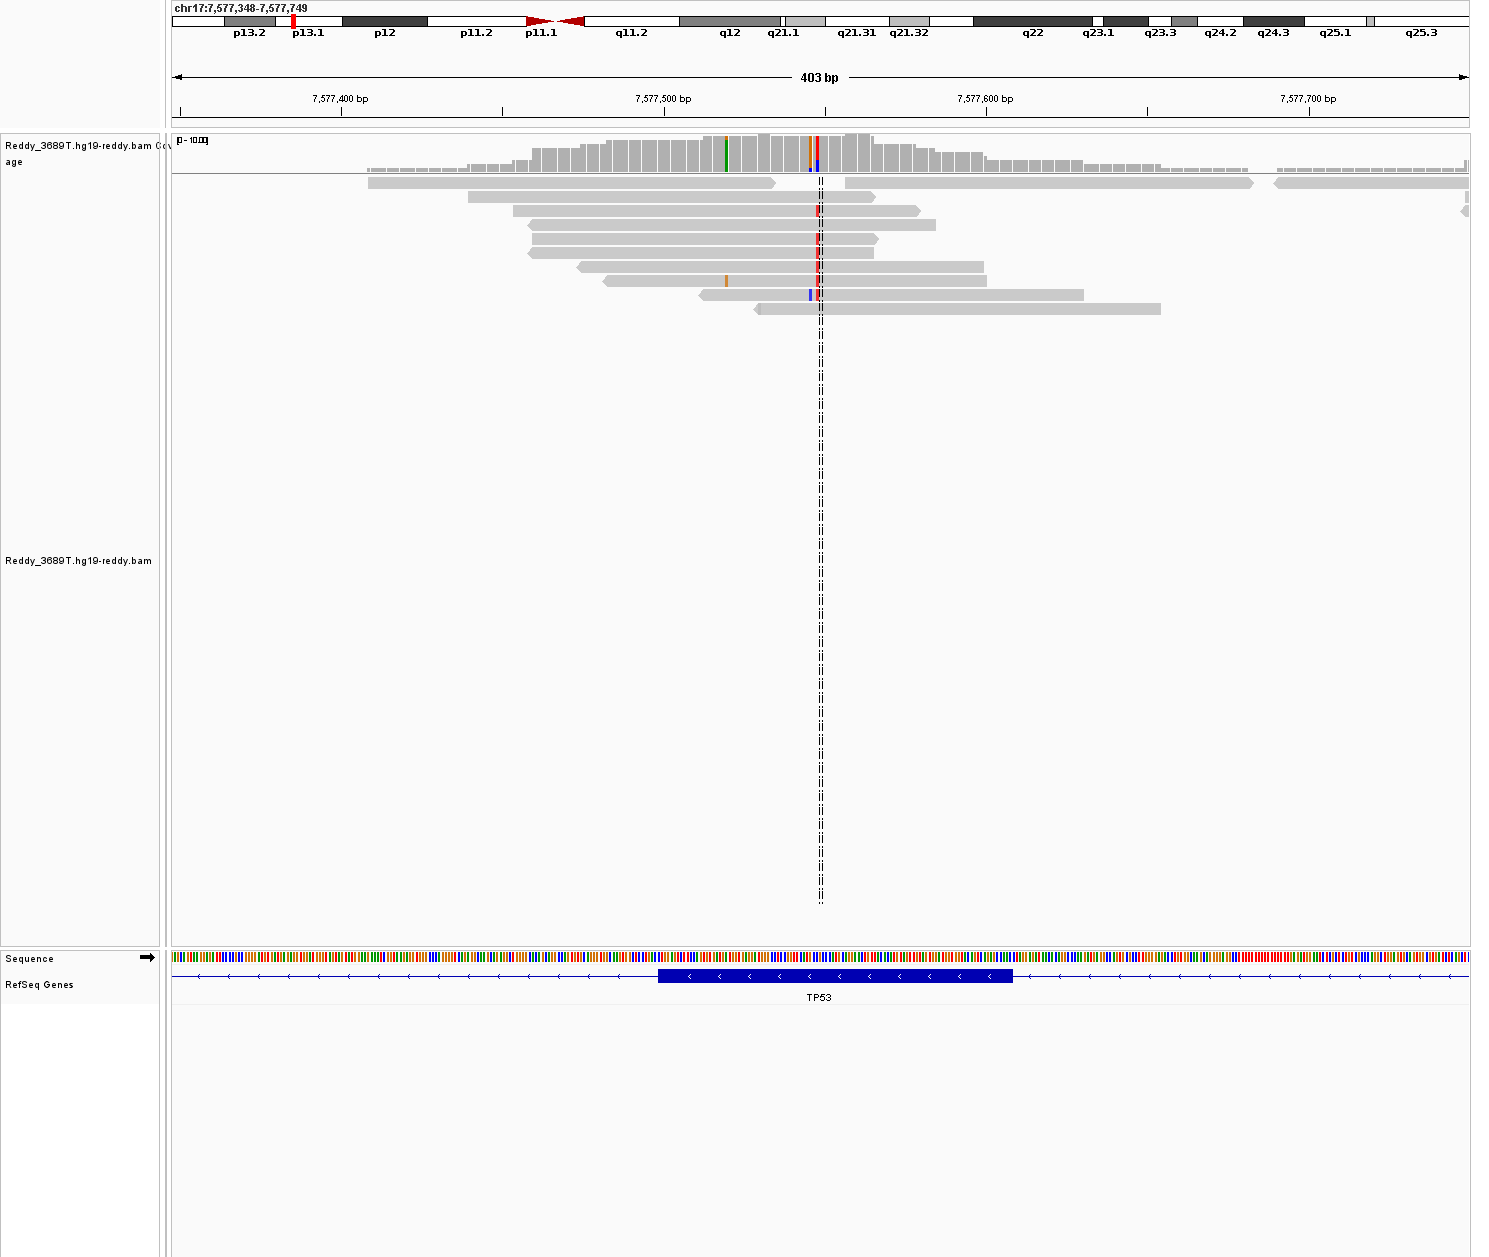 chr17:7,577,348-7,577,749
p13.2 p13.1 p12 p11.2 p11.1 q11.2 q12 q21.1 q21.31 q21.32 q22 q23.1 q23.3 q24.2 q24.3 q25.1 q25.3
403 bp
7,577,400 bp 7,577,500 bp 7,577,600 bp 7,577,700 bp
Reddy_3689T.hg19-reddy.bam Cov
age
[0 - 10.00]
Reddy_3689T.hg19-reddy.bam
Sequence
RefSeq Genes
TP53